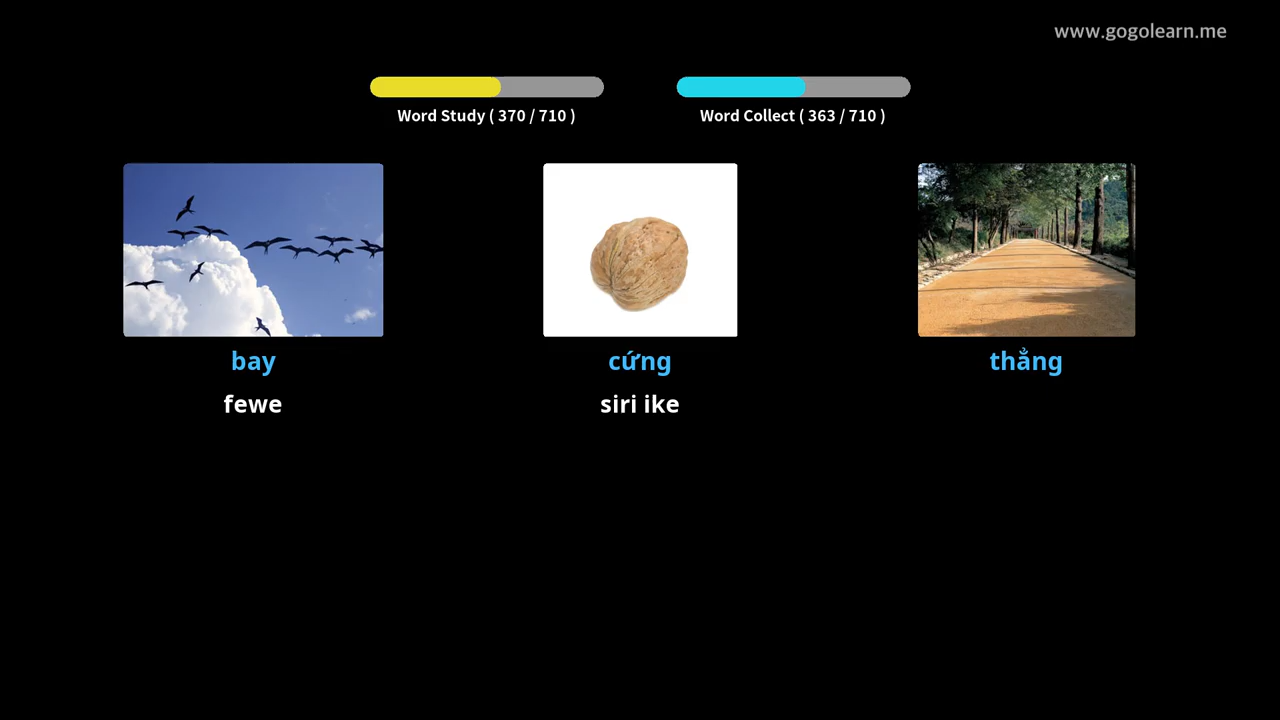 www.gogolearn.me
Word Study ( 370 / 710 )
Word Collect ( 363 / 710 )
bay
cứng
thẳng
fewe
siri ike